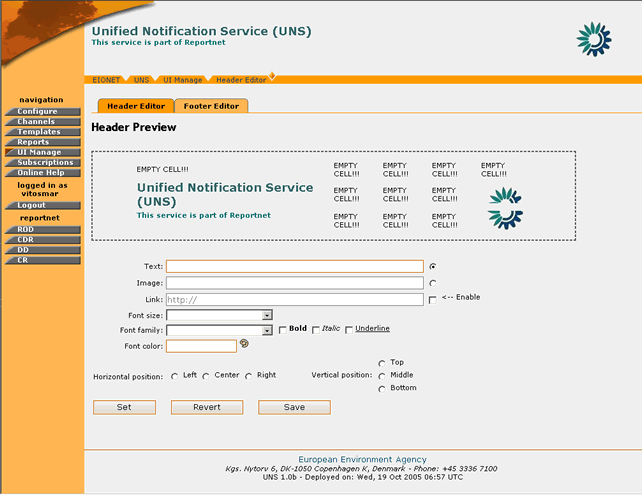 Unified Notification Service (UNS)
This service is part of Reportnet
EIONET UNS UI Manage Header Editor
navigation
Configure
Channels
Templates
Reports
UI Manage
Subscriptions
Online Help
logged in as
vitosmar
Logout
reportnet
ROD
CDR
DD
CR
Header Editor Footer Editor
Header Preview
EMPTY CELL!!! EMPTY CELL!!! EMPTY CELL!!! EMPTY CELL!!! EMPTY CELL!!!
Unified Notification Service (UNS)
This service is part of Reportnet
EMPTY CELL!!! EMPTY CELL!!! EMPTY CELL!!!
EMPTY CELL!!! EMPTY CELL!!! EMPTY CELL!!!
Text:
Image:
Link: http:// <-- Enable
Font size:
Font family: Bold Italic Underline
Font color:
Horizontal position: Left Center Right
Vertical position: Top
Middle
Bottom
Set Revert Save
European Environment Agency
Kgs. Nytorv 6, DK-1050 Copenhagen K, Denmark - Phone: +45 3336 7100
UNS 1.0b - Deployed on: Wed, 19 Oct 2005 06:57 UTC